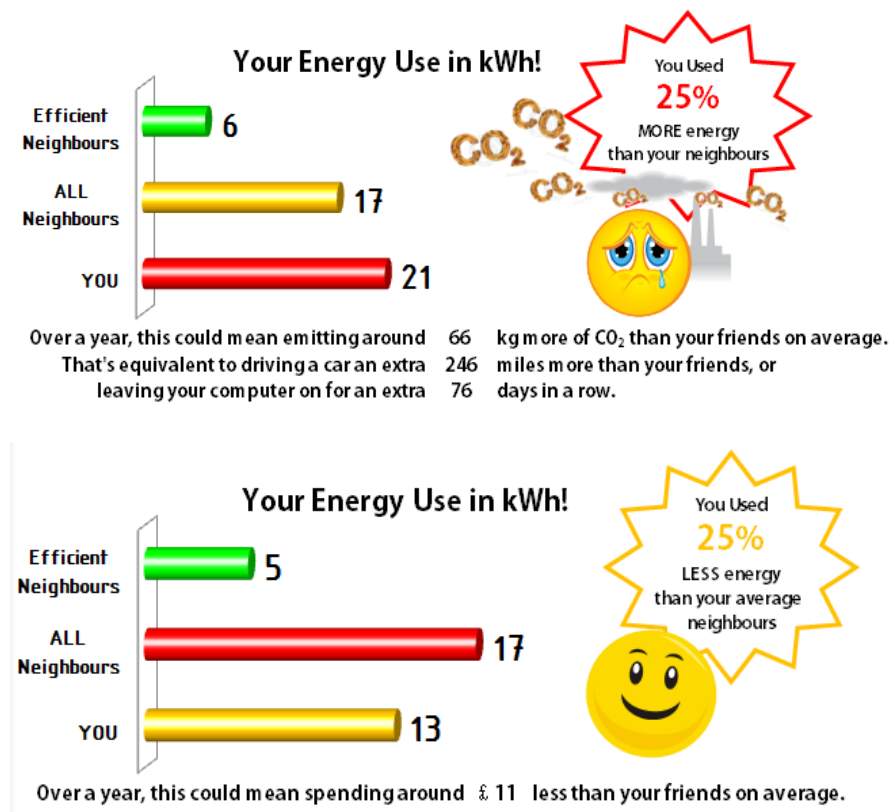 Your Energy Use in kWh!
Efficient
Neighbours
6
ALL
Neighbours
17
YOU
21
You Used
25%
MORE energy
than your neighbours
CO₂
CO₂
CO₂
CO₂
CO₂
CO₂
Over a year, this could mean emitting around 66 kg more of CO₂ than your friends on average.
That's equivalent to driving a car an extra 246 miles more than your friends, or
leaving your computer on for an extra 76 days in a row.
Your Energy Use in kWh!
Efficient
Neighbours
5
ALL
Neighbours
17
YOU
13
You Used
25%
LESS energy
than your average
neighbours
Over a year, this could mean spending around £ 11 less than your friends on average.